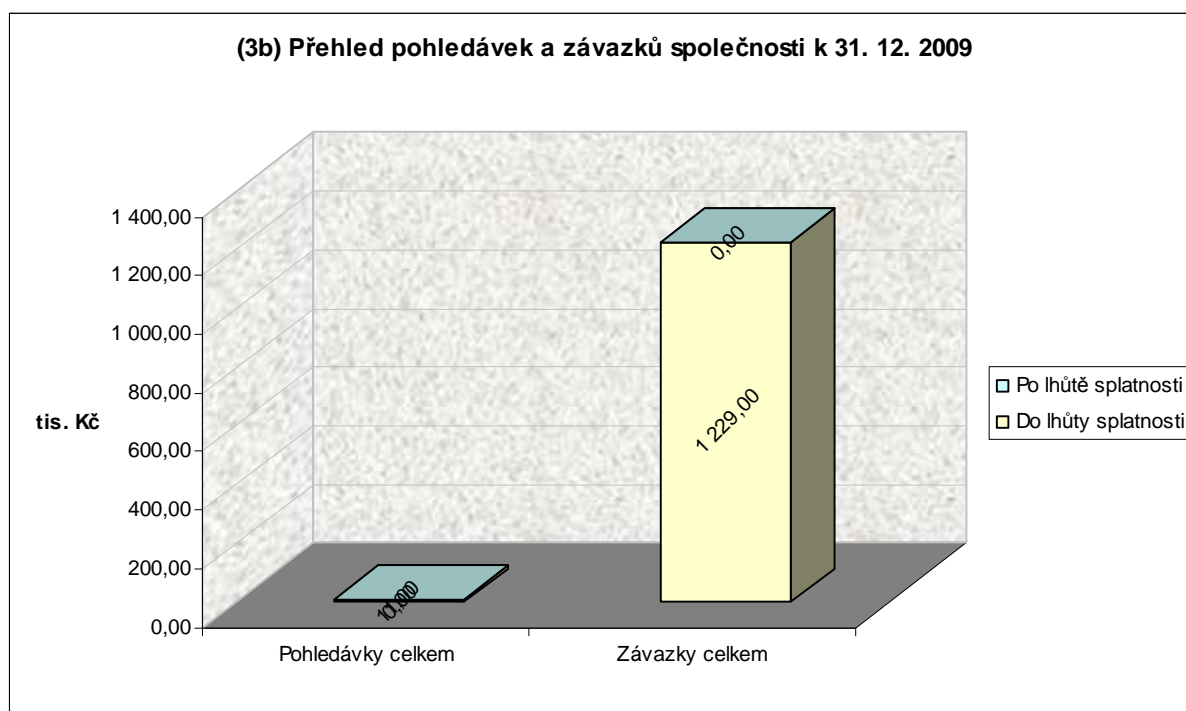 (3b) Přehled pohledávek a závazků společnosti k 31. 12. 2009
1 400,00
1 200,00
1 000,00
800,00
600,00
400,00
200,00
0,00
tis. Kč
0,00
1 229,00
Pohledávky celkem
Závazky celkem
Po lhůtě splatnosti
Do lhůty splatnosti